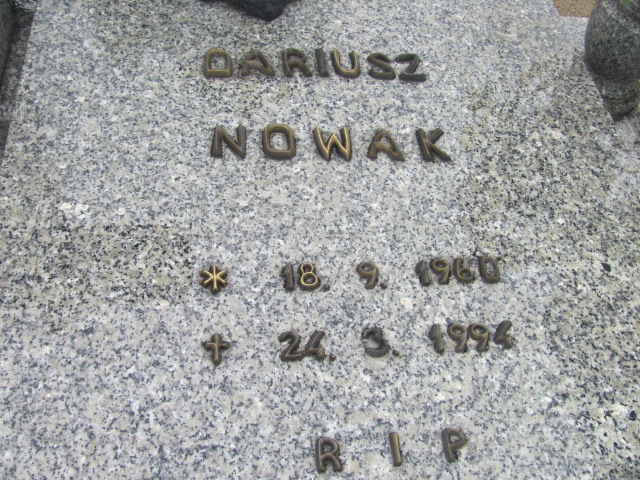 DARIUSZ
NOWAK
* 18. 9. 1960
✝ 24. 3. 1994
R I P